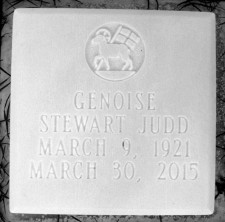 GENOISE
STEWART JUDD
MARCH 9, 1921
MARCH 30, 2015